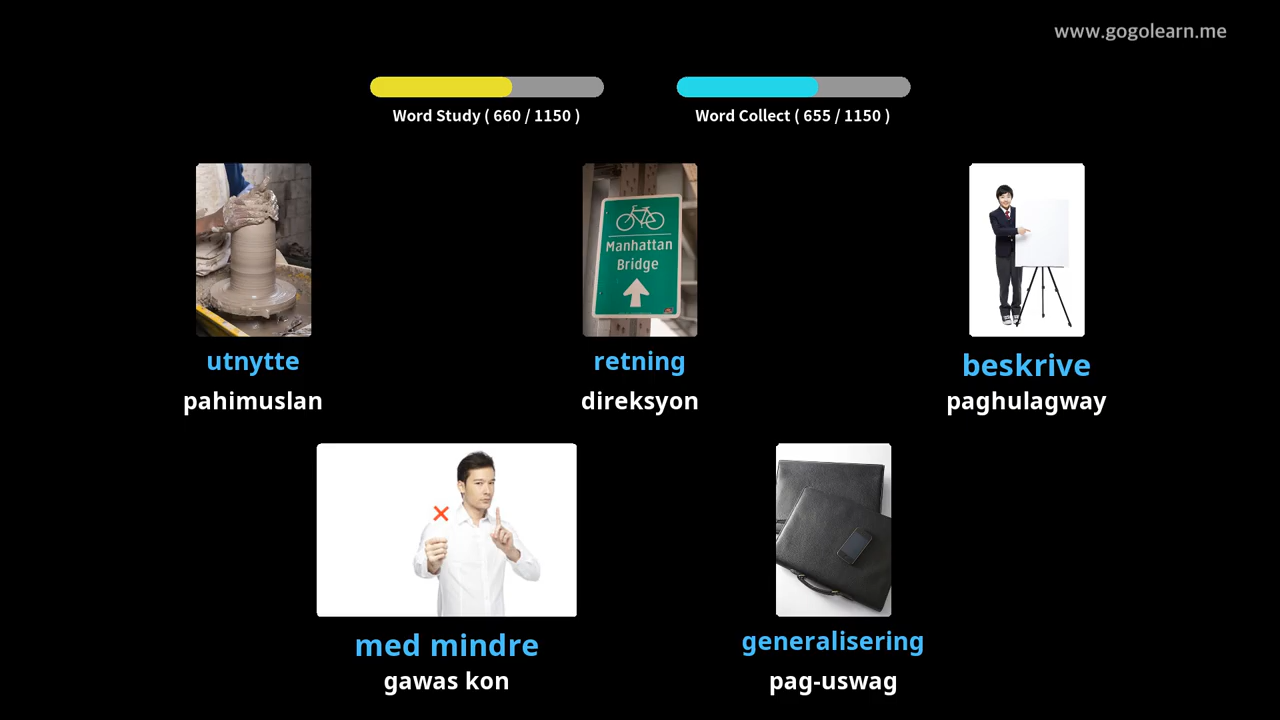 www.gogolearn.me
Word Study ( 660 / 1150 )
Word Collect ( 655 / 1150 )
Manhattan
Bridge
utnytte
pahimuslan
retning
direksyon
beskrive
paghulagway
med mindre
gawas kon
generalisering
pag-uswag